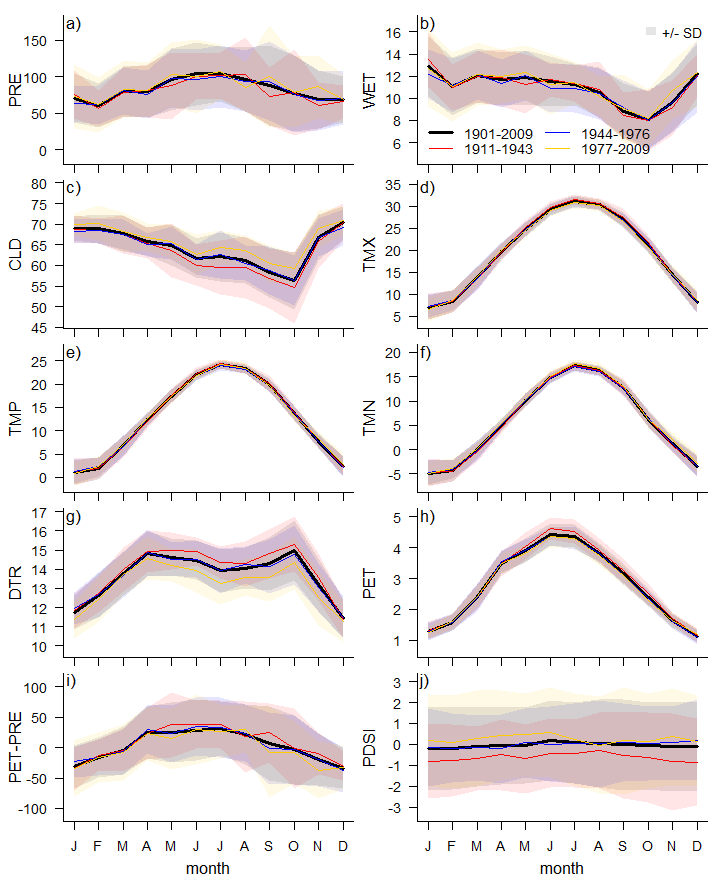 a)
PRE
150
100
50
0
b)
+/- SD
WET
16
14
12
10
8
6
1901-2009
1944-1976
1911-1943
1977-2009
c)
CLD
80
75
70
65
60
55
50
45
d)
TMX
35
30
25
20
15
10
5
e)
TMP
25
20
15
10
5
0
f)
TMN
20
15
10
5
0
-5
g)
DTR
17
16
15
14
13
12
11
10
h)
PET
5
4
3
2
1
i)
PET-PRE
100
50
0
-50
-100
J F M A M J J A S O N D
month
j)
PDSI
3
2
1
0
-1
-2
-3
J F M A M J J A S O N D
month